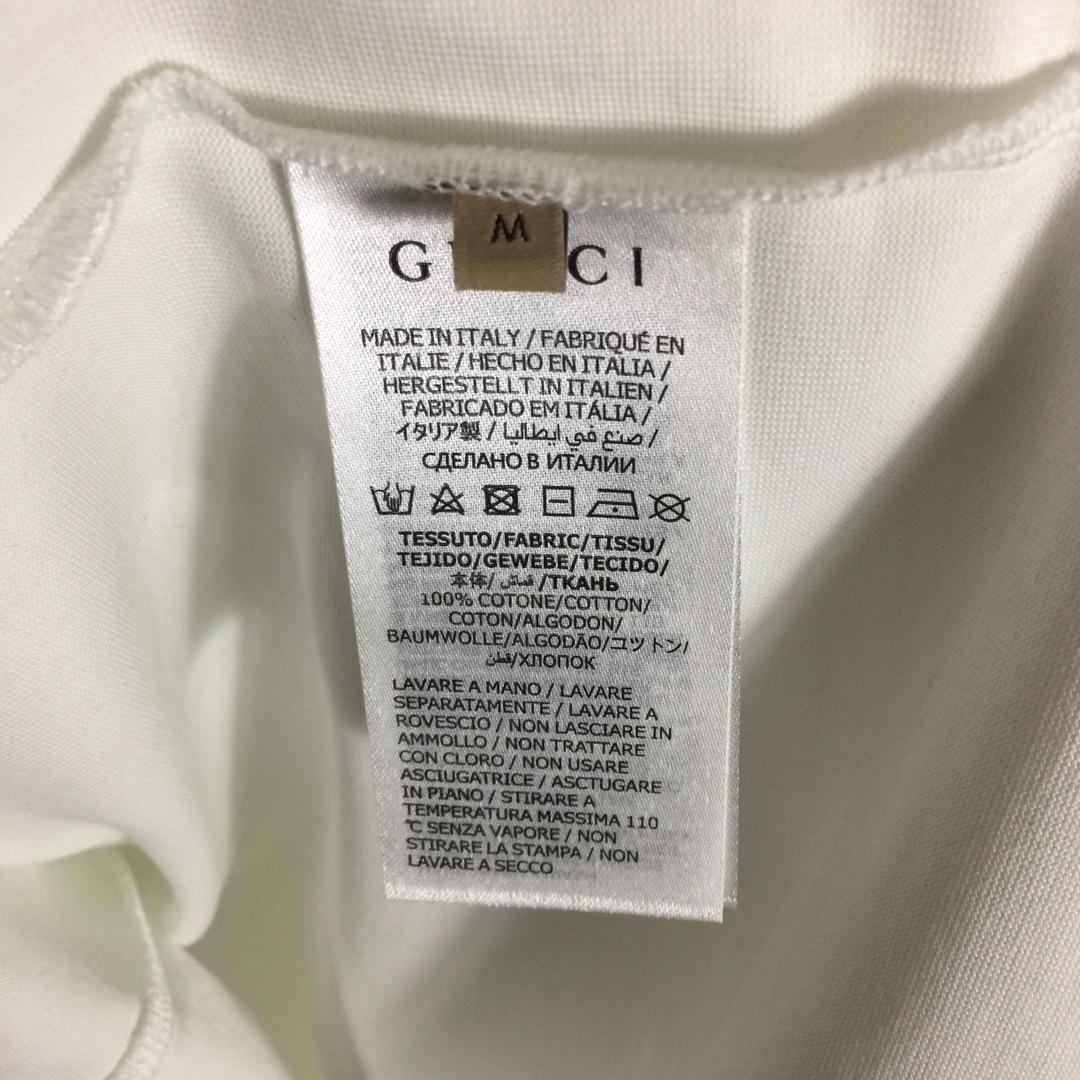 M
G CI
MADE IN ITALY / FABRIQUÉ EN
ITALIE / HECHO EN ITALIA /
HERGESTELLT IN ITALIEN /
FABRICADO EM ITÁLIA /
イタリア製 / صنع في ايطاليا /
СДЕЛАНО В ИТАЛИИ
TESSUTO/FABRIC/TISSU/
TEJIDO/GEWEBE/TECIDO/
本体/ قماش /ТКАНЬ
100% COTONE/COTTON/
COTON/ALGODON/
BAUMWOLLE/ALGODÃO/コットン/
قطن/ХЛОПОК
LAVARE A MANO / LAVARE
SEPARATAMENTE / LAVARE A
ROVESCIO / NON LASCIARE IN
AMMOLLO / NON TRATTARE
CON CLORO / NON USARE
ASCIUGATRICE / ASCTUGARE
IN PIANO / STIRARE A
TEMPERATURA MASSIMA 110
℃ SENZA VAPORE / NON
STIRARE LA STAMPA / NON
LAVARE A SECCO